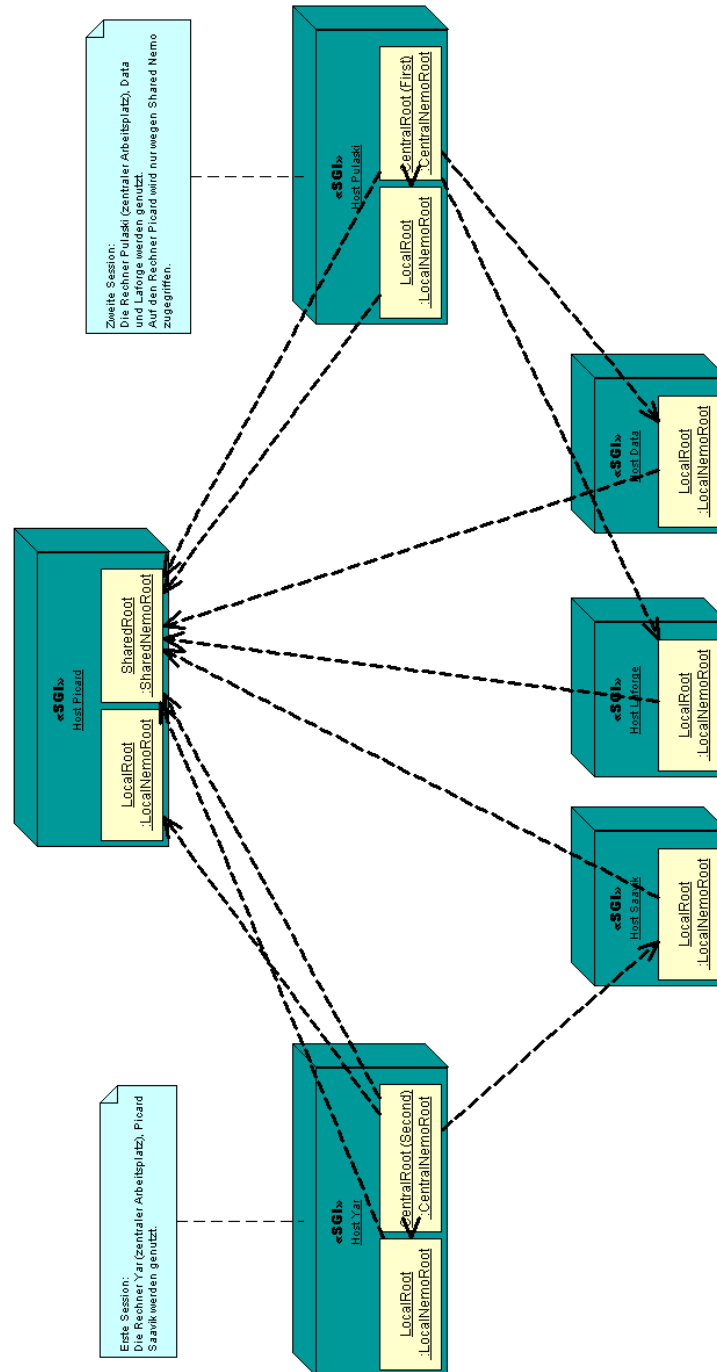 Erste Session:
Die Rechner Yar (zentraler Arbeitsplatz), Picard
Saavik werden genutzt.
Zweite Session:
Die Rechner Pulaski (zentraler Arbeitsplatz), Data
und Laforge werden genutzt.
Auf den Rechner Picard wird nur wegen Shared Nemo
zugegriffen.
«SGI»
Host Picard
LocalRoot
:LocalNemoRoot
SharedRoot
:SharedNemoRoot
«SGI»
Host Yar
LocalRoot
:LocalNemoRoot
CentralRoot (Second)
:CentralNemoRoot
«SGI»
Host Pulaski
LocalRoot
:LocalNemoRoot
CentralRoot (First)
:CentralNemoRoot
«SGI»
Host Saavik
LocalRoot
:LocalNemoRoot
«SGI»
Host Laforge
LocalRoot
:LocalNemoRoot
«SGI»
Host Data
LocalRoot
:LocalNemoRoot